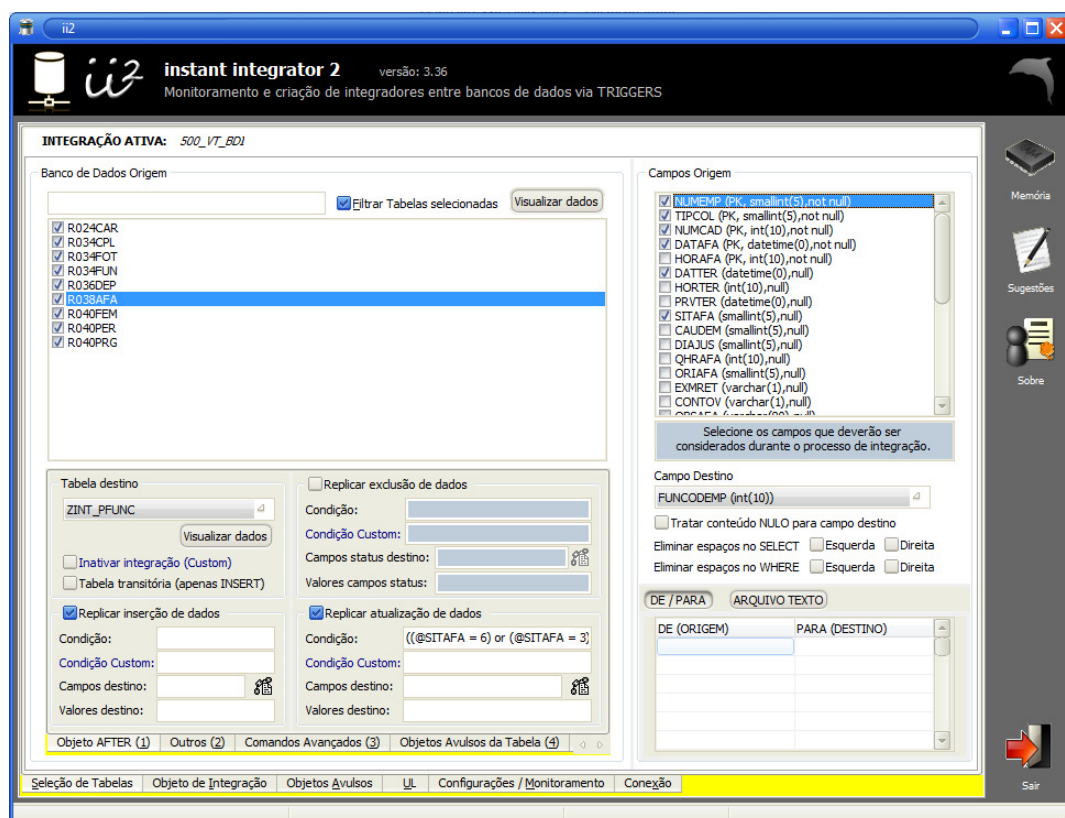 ii2
ii2
instant integrator 2 versão: 3.36
Monitoramento e criação de integradores entre bancos de dados via TRIGGERS
INTEGRAÇÃO ATIVA: 500_VT_BD1
Banco de Dados Origem
Filtrar Tabelas selecionadas
Visualizar dados
R024CAR
R034CPL
R034FOT
R034FUN
R036DEP
R038AFA
R040FEM
R040PER
R040PRG
Tabela destino
ZINT_PFUNC
Visualizar dados
Inativar integração (Custom)
Tabela transitória (apenas INSERT)
Replicar exclusão de dados
Condição:
Condição Custom:
Campos status destino:
Valores campos status:
Replicar inserção de dados
Condição:
Condição Custom:
Campos destino:
Valores destino:
Replicar atualização de dados
Condição: ((@SITAFA = 6) or (@SITAFA = 3)
Condição Custom:
Campos destino:
Valores destino:
Objeto AFTER (1) Outros (2) Comandos Avançados (3) Objetos Avulsos da Tabela (4)
Campos Origem
NUMEMP (PK, smallint(5),not null)
TIPCOL (PK, smallint(5),not null)
NUMCAD (PK, int(10),not null)
DATAFA (PK, datetime(0),not null)
HORAFA (PK, int(10),not null)
DATTER (datetime(0),null)
HORTER (int(10),null)
PRVTER (datetime(0),null)
SITAFA (smallint(5),null)
CAUDEM (smallint(5),null)
DIAJUS (smallint(5),null)
QHRAFA (int(10),null)
ORIAFA (smallint(5),null)
EXMRET (varchar(1),null)
CONTOV (varchar(1),null)
Selecione os campos que deverão ser
considerados durante o processo de integração.
Campo Destino
FUNCODEMP (int(10))
Tratar conteúdo NULO para campo destino
Eliminar espaços no SELECT Esquerda Direita
Eliminar espaços no WHERE Esquerda Direita
DE / PARA ARQUIVO TEXTO
DE (ORIGEM) PARA (DESTINO)
Seleção de Tabelas Objeto de Integração Objetos Avulsos UL Configurações / Monitoramento Conexão
Memória
Sugestões
Sobre
Sair